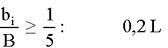 b_i/B ≥ 1/5 : 0,2 L